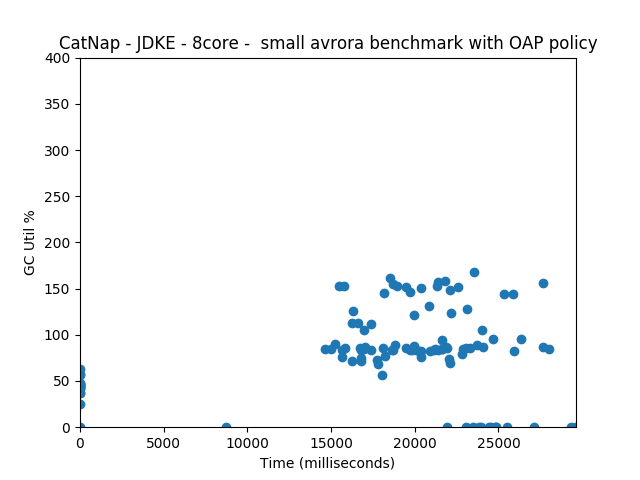 CatNap - JDKE - 8core -  small avrora benchmark with OAP policy
400
350
300
250
200
150
100
50
0
GC Util %
0 5000 10000 15000 20000 25000
Time (milliseconds)